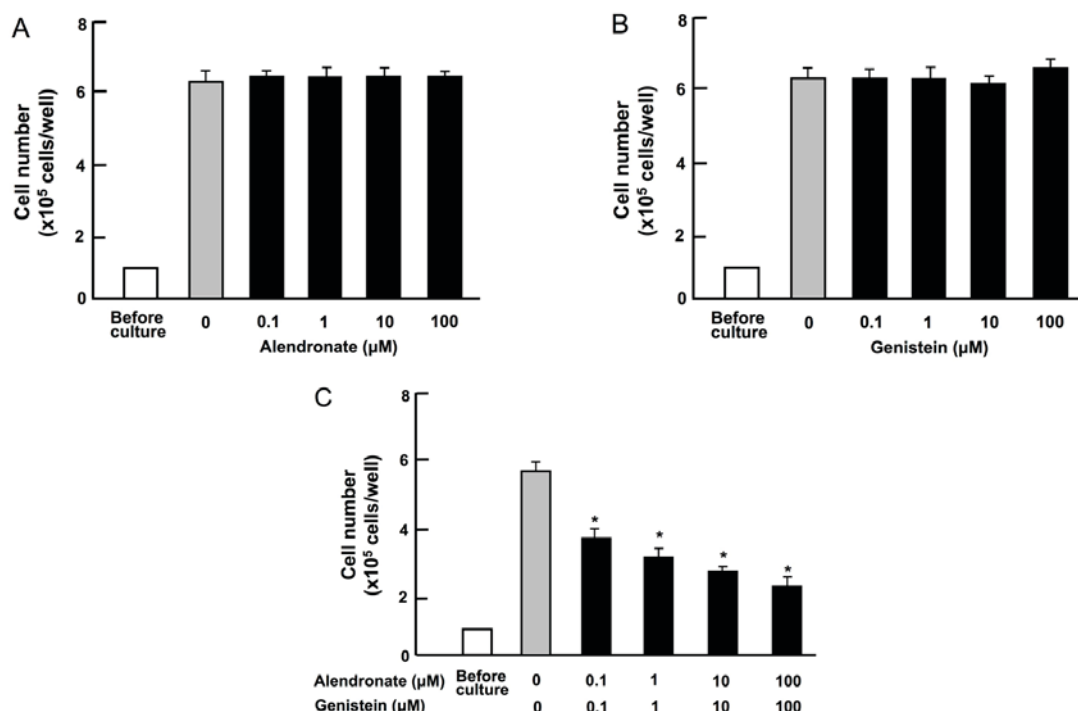 A
8
6
4
2
0
Cell number
(x10⁵ cells/well)
Before
culture
0 0.1 1 10 100
Alendronate (µM)
B
8
6
4
2
0
Cell number
(x10⁵ cells/well)
Before
culture
0 0.1 1 10 100
Genistein (µM)
C
8
6
4
2
0
Cell number
(x10⁵ cells/well)
* * * *
Before
culture
Alendronate (µM) 0 0.1 1 10 100
Genistein (µM) 0 0.1 1 10 100